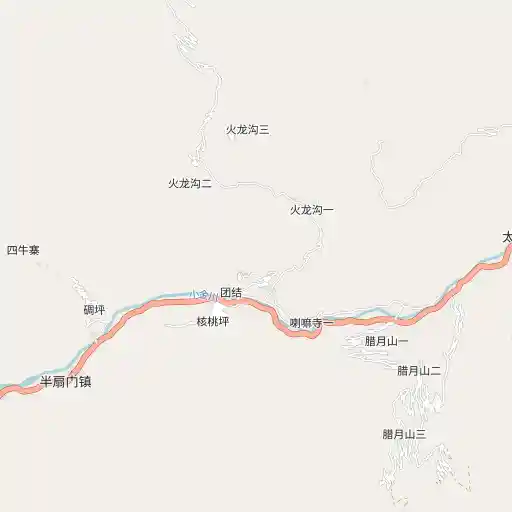 火龙沟三
火龙沟二
火龙沟一
太
四牛寨
小金川
团结
碉坪
核桃坪
喇嘛寺一
腊月山一
腊月山二
半扇门镇
腊月山三